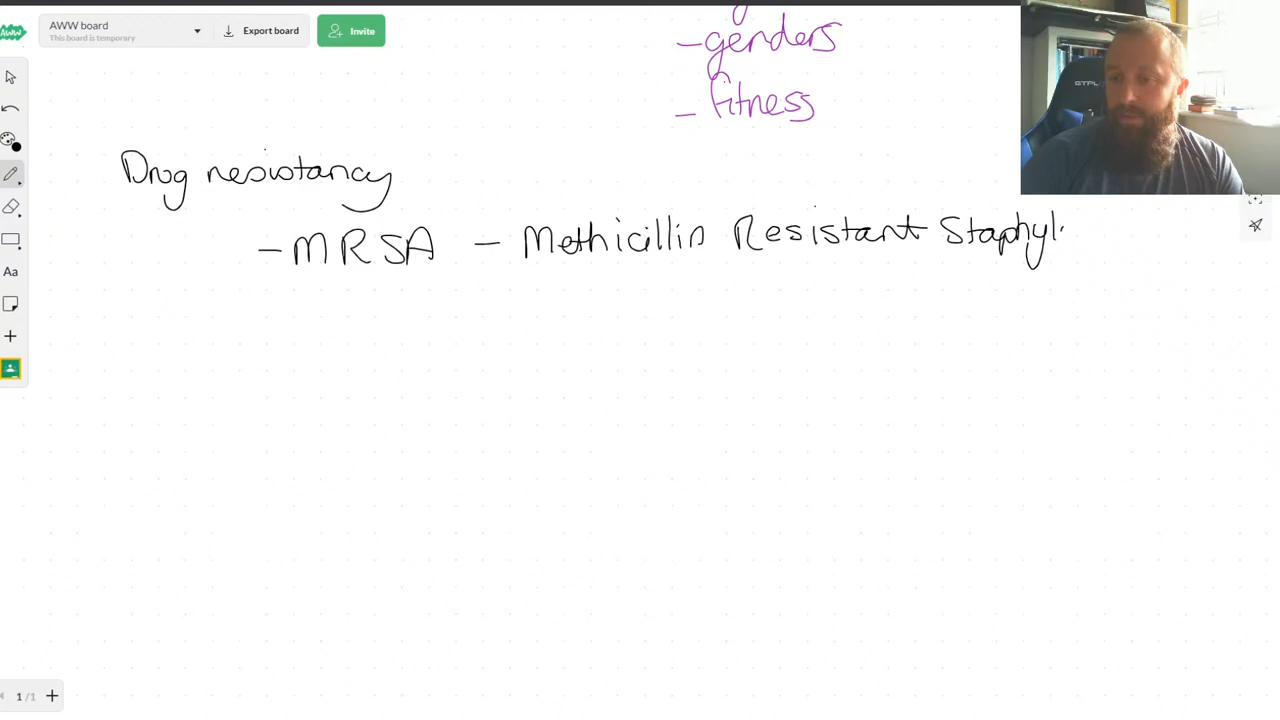 AWW board
This board is temporary
Export board
Invite
- genders
- fitness
Drug resistancy
- MRSA - Methicillin Resistant Staphyl
Aa
1 / 1